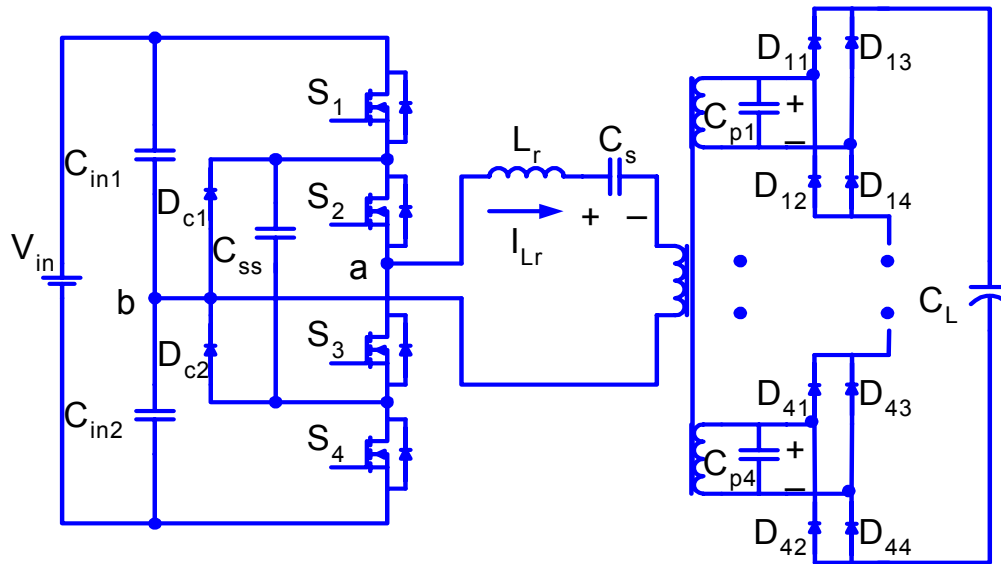 D11 D13
S1
Cp1 + −
Cin1
Lr Cs
Dc1
S2
D12 D14
Css
ILr + −
Vin
a
b
CL
S3
Dc2
D41 D43
Cin2
S4
Cp4 + −
D42 D44